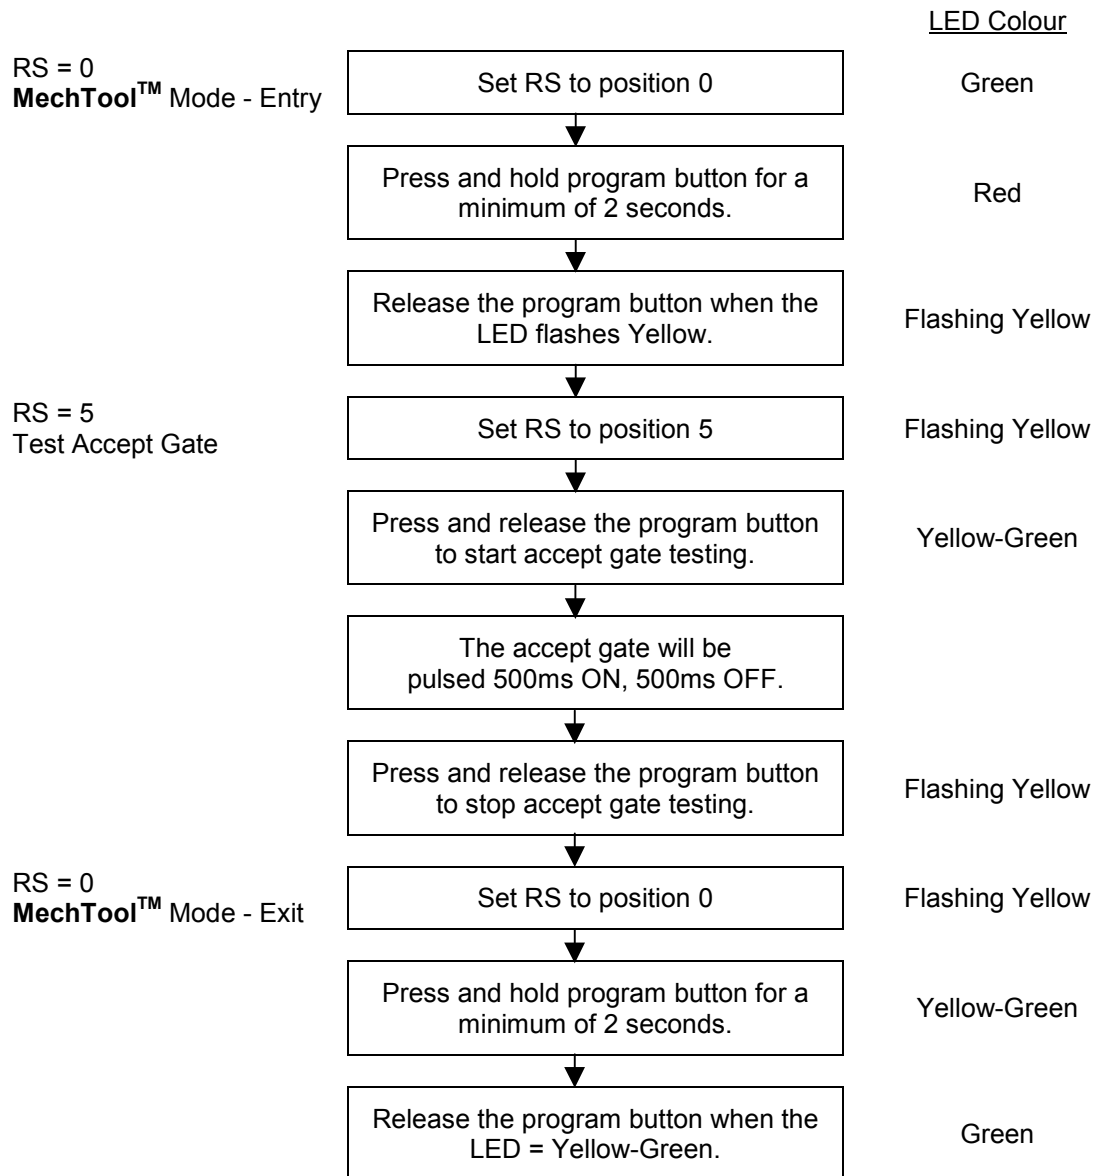 LED Colour
RS = 0
MechTool™ Mode - Entry
Set RS to position 0
Green
Press and hold program button for a
minimum of 2 seconds.
Red
Release the program button when the
LED flashes Yellow.
Flashing Yellow
RS = 5
Test Accept Gate
Set RS to position 5
Flashing Yellow
Press and release the program button
to start accept gate testing.
Yellow-Green
The accept gate will be
pulsed 500ms ON, 500ms OFF.
Press and release the program button
to stop accept gate testing.
Flashing Yellow
RS = 0
MechTool™ Mode - Exit
Set RS to position 0
Flashing Yellow
Press and hold program button for a
minimum of 2 seconds.
Yellow-Green
Release the program button when the
LED = Yellow-Green.
Green